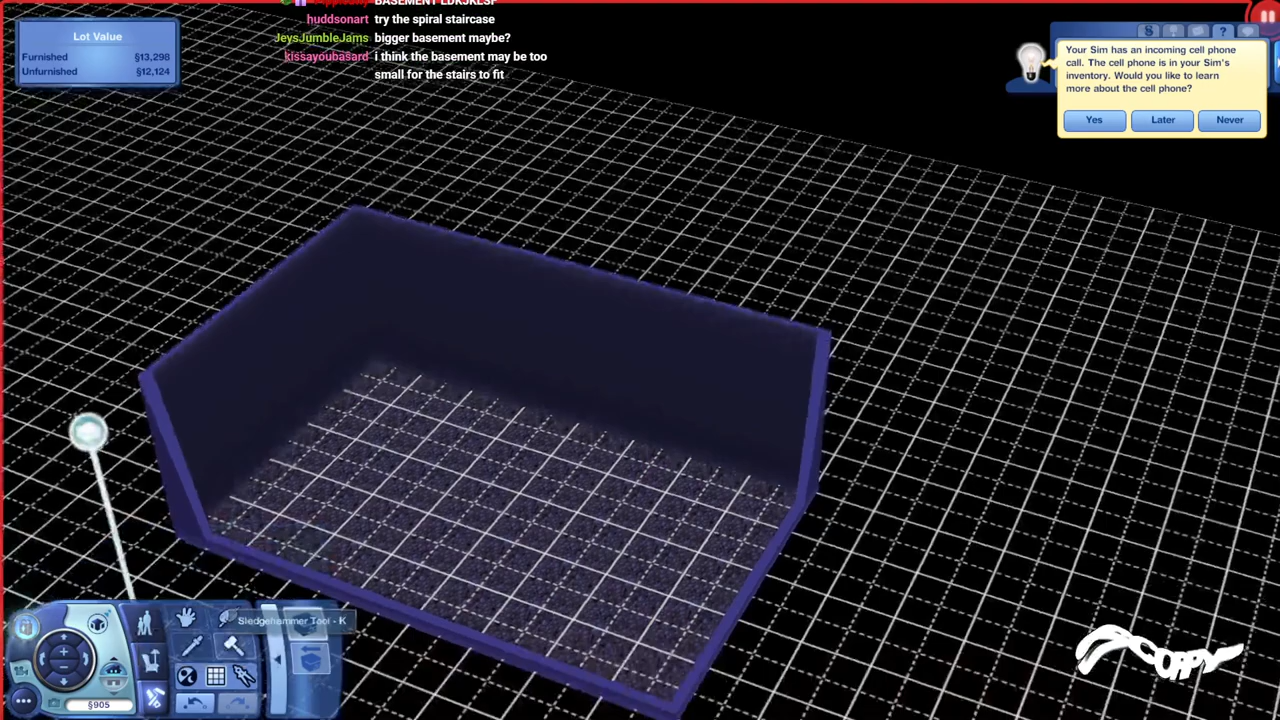 BASEMENT LDKJKLSF
huddsonart try the spiral staircase
JeysJumbleJams bigger basement maybe?
kissayoubasard i think the basement may be too
small for the stairs to fit
Lot Value
Furnished §13,298
Unfurnished §12,124
Your Sim has an incoming cell phone
call. The cell phone is in your Sim's
inventory. Would you like to learn
more about the cell phone?
Yes Later Never
Sledgehammer Tool - K
§905